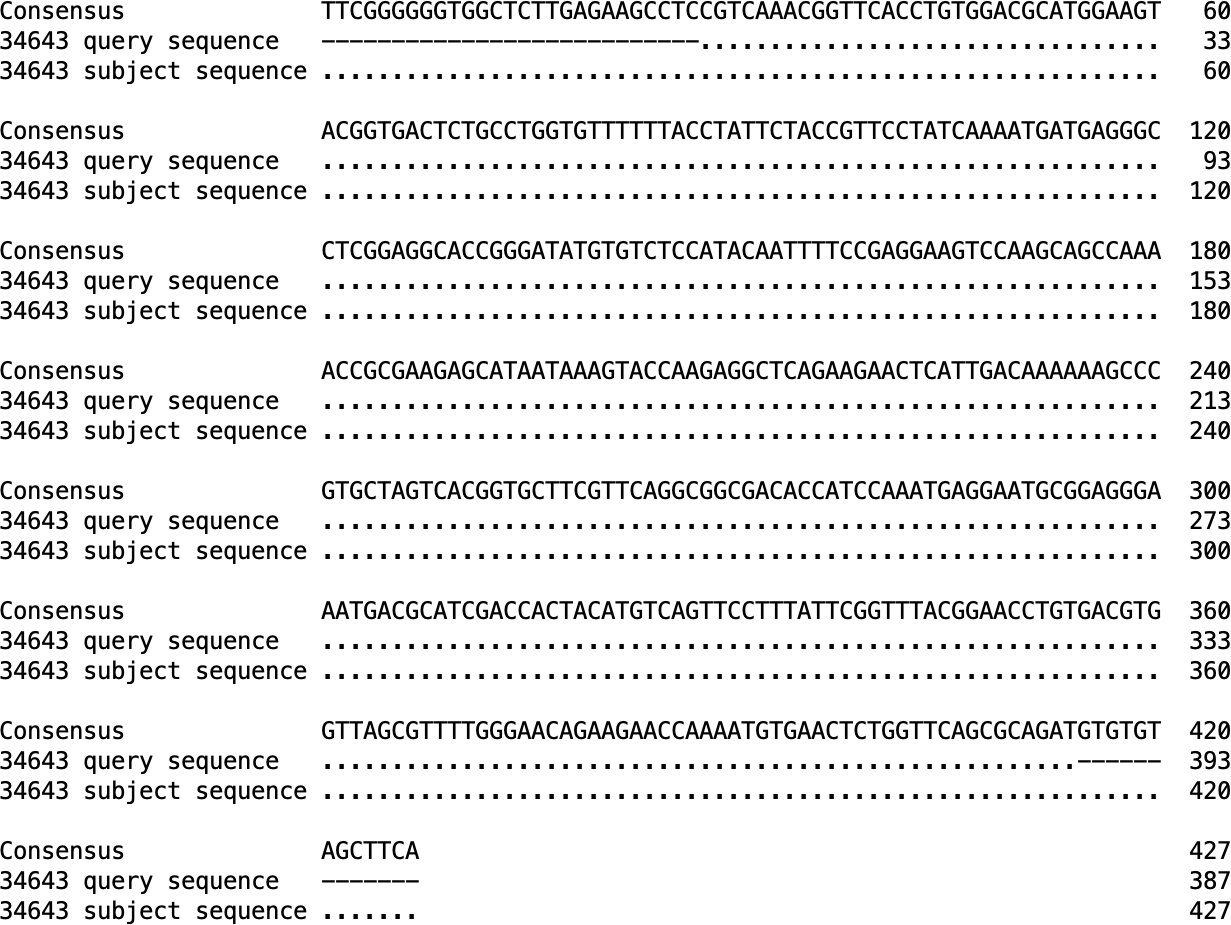 Consensus TTCGGGGGGTGGCTCTTGAGAAGCCTCCGTCAAACGGTTCACCTGTGGACGCATGGAAGT 60
34643 query sequence ---------------------------................................. 33
34643 subject sequence ............................................................ 60
Consensus ACGGTGACTCTGCCTGGTGTTTTTTACCTATTCTACCGTTCCTATCAAAATGATGAGGGC 120
34643 query sequence ............................................................ 93
34643 subject sequence ............................................................ 120
Consensus CTCGGAGGCACCGGGATATGTGTCTCCATACAATTTTCCGAGGAAGTCCAAGCAGCCAAA 180
34643 query sequence ............................................................ 153
34643 subject sequence ............................................................ 180
Consensus ACCGCGAAGAGCATAATAAAGTACCAAGAGGCTCAGAAGAACTCATTGACAAAAAAGCCC 240
34643 query sequence ............................................................ 213
34643 subject sequence ............................................................ 240
Consensus GTGCTAGTCACGGTGCTTCGTTCAGGCGGCGACACCATCCAAATGAGGAATGCGGAGGGA 300
34643 query sequence ............................................................ 273
34643 subject sequence ............................................................ 300
Consensus AATGACGCATCGACCACTACATGTCAGTTCCTTTATTCGGTTTACGGAACCTGTGACGTG 360
34643 query sequence ............................................................ 333
34643 subject sequence ............................................................ 360
Consensus GTTAGCGTTTTGGGAACAGAAGAACCAAAATGTGAACTCTGGTTCAGCGCAGATGTGTGT 420
34643 query sequence ......................................................------ 393
34643 subject sequence ............................................................ 420
Consensus AGCTTCA 427
34643 query sequence ------- 387
34643 subject sequence ....... 427